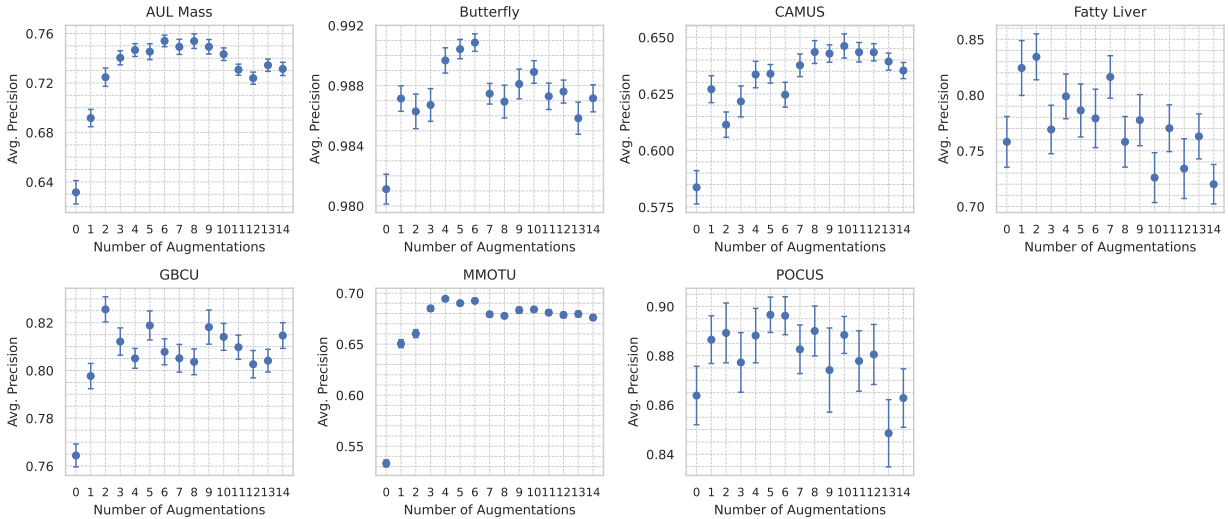 AUL Mass
Avg. Precision
0.76
0.72
0.68
0.64
0 1 2 3 4 5 6 7 8 9 1011121314
Number of Augmentations
Butterfly
Avg. Precision
0.992
0.988
0.984
0.980
0 1 2 3 4 5 6 7 8 9 1011121314
Number of Augmentations
CAMUS
Avg. Precision
0.650
0.625
0.600
0.575
0 1 2 3 4 5 6 7 8 9 1011121314
Number of Augmentations
Fatty Liver
Avg. Precision
0.85
0.80
0.75
0.70
0 1 2 3 4 5 6 7 8 9 1011121314
Number of Augmentations
GBCU
Avg. Precision
0.82
0.80
0.78
0.76
0 1 2 3 4 5 6 7 8 9 1011121314
Number of Augmentations
MMOTU
Avg. Precision
0.70
0.65
0.60
0.55
0 1 2 3 4 5 6 7 8 9 1011121314
Number of Augmentations
POCUS
Avg. Precision
0.90
0.88
0.86
0.84
0 1 2 3 4 5 6 7 8 9 1011121314
Number of Augmentations